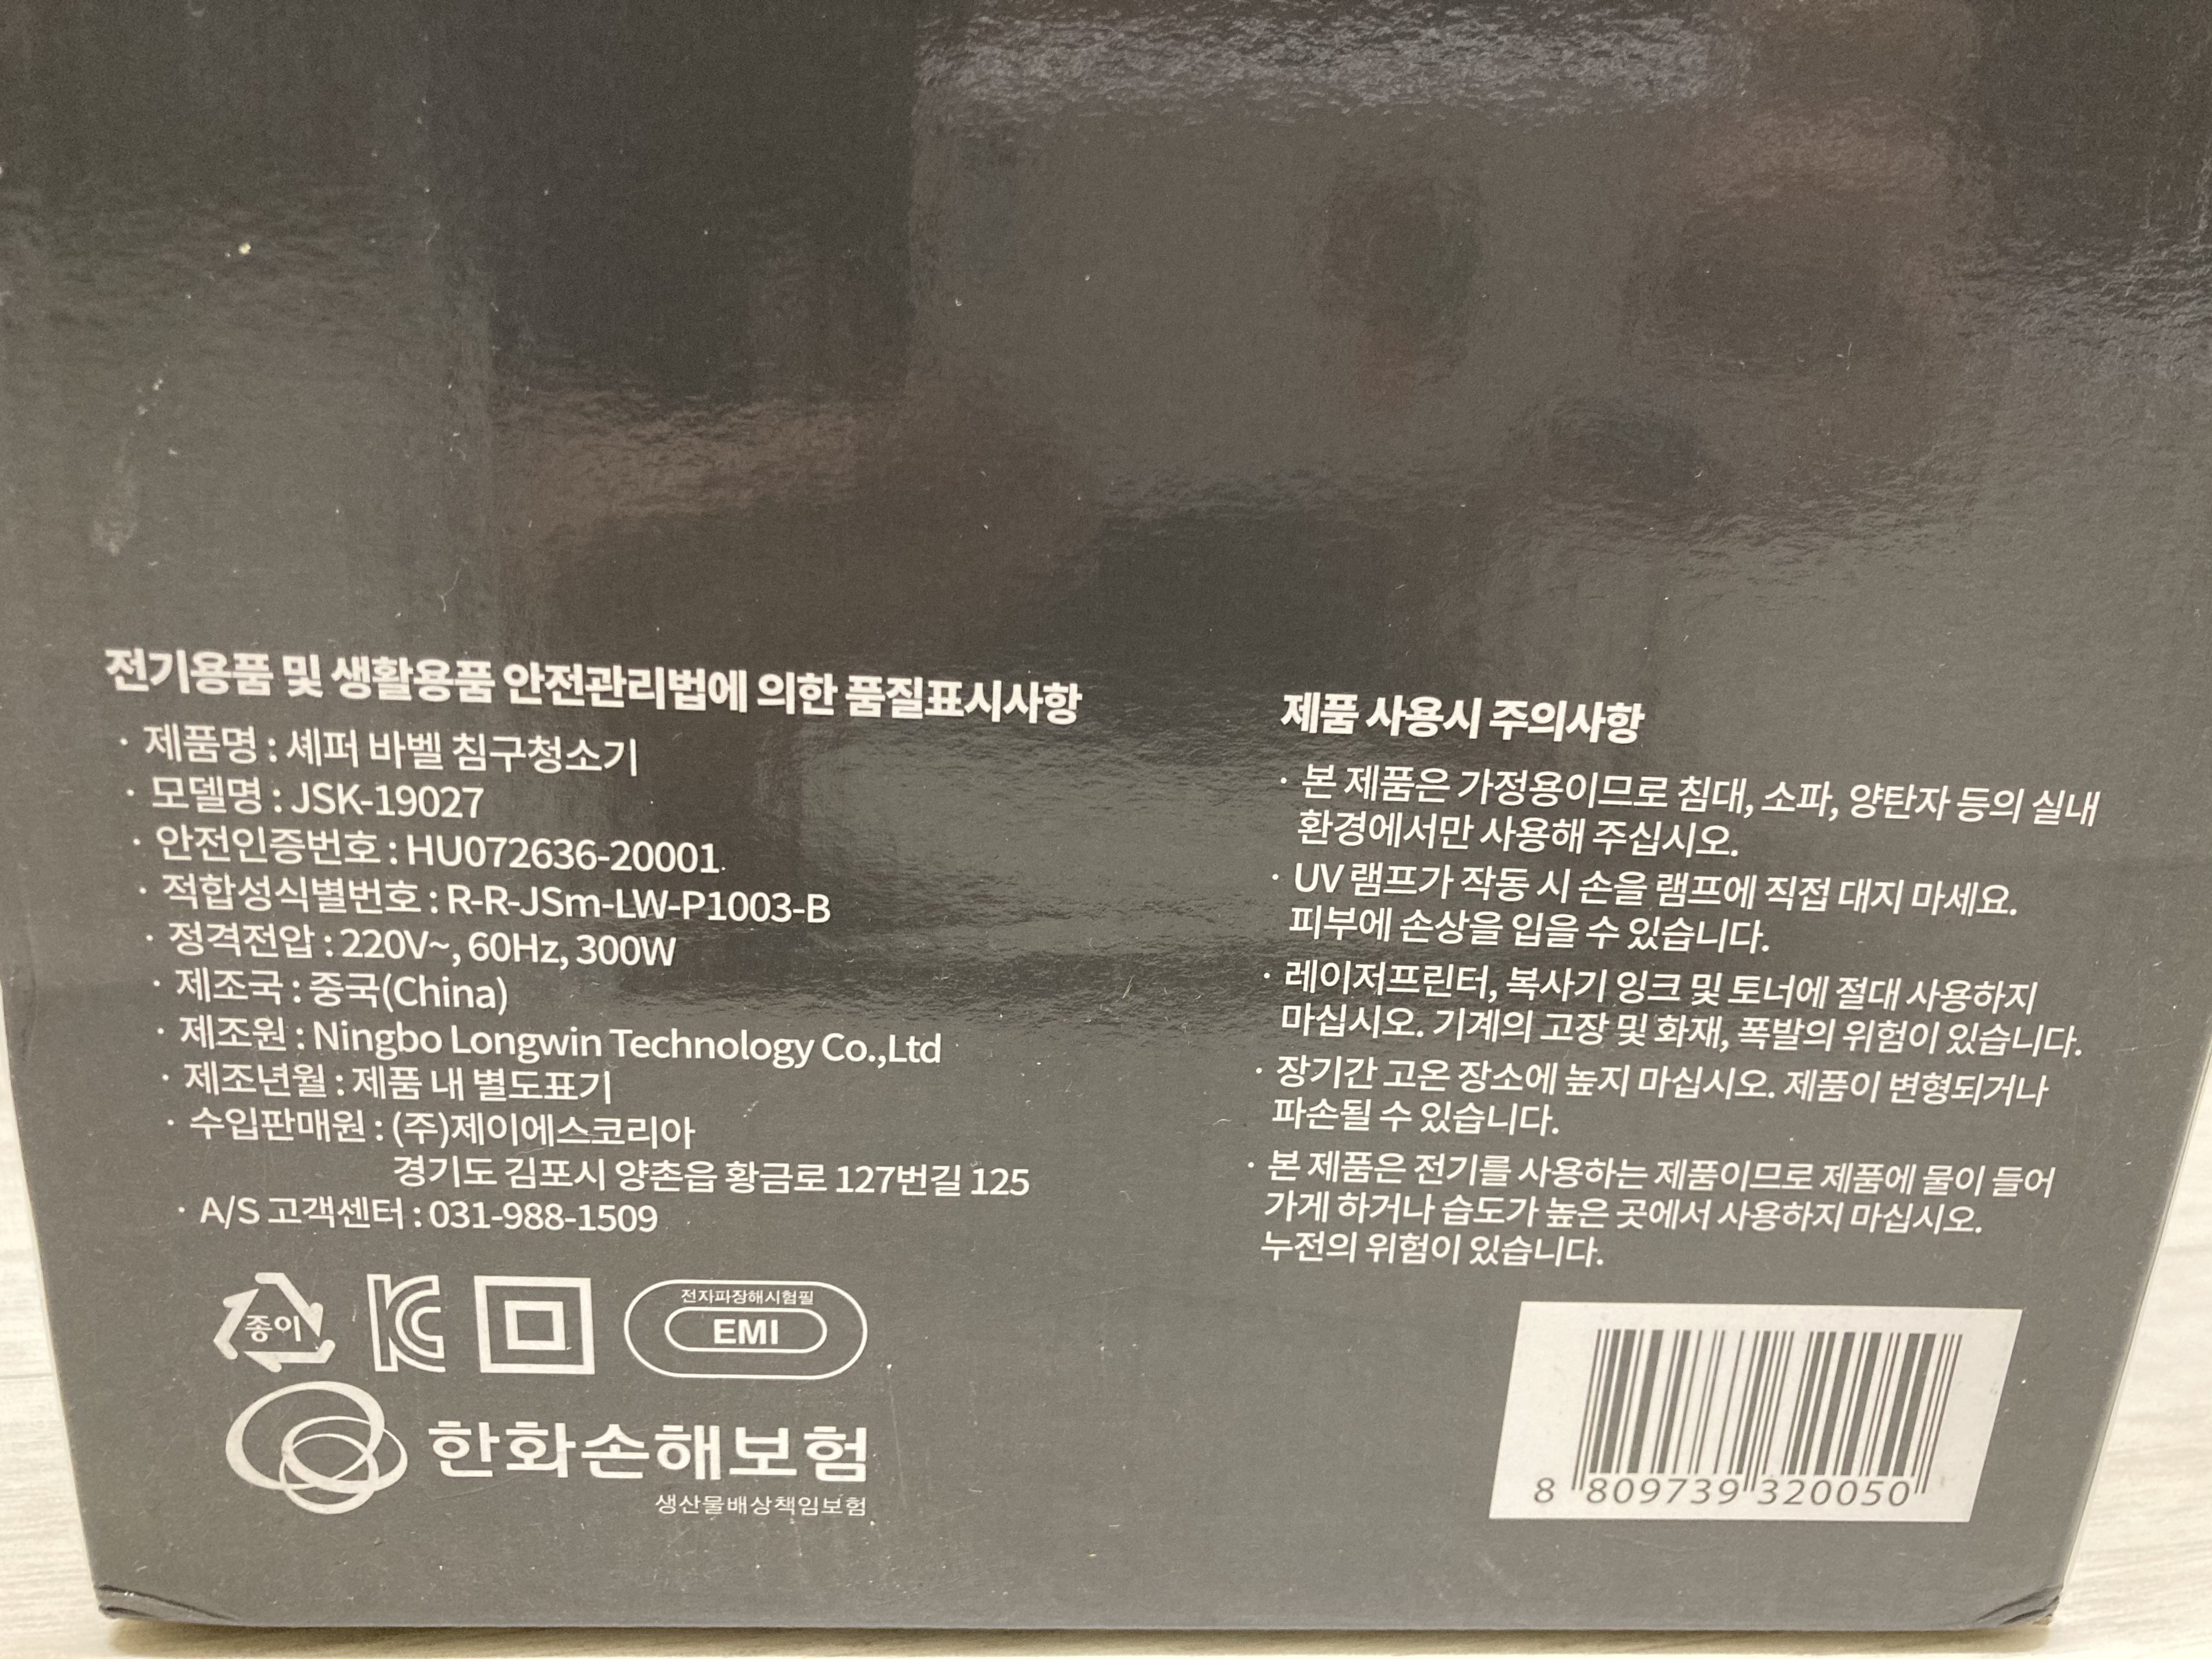 전기용품 및 생활용품 안전관리법에 의한 품질표시사항
· 제품명 : 셰퍼 바벨 침구청소기
· 모델명 : JSK-19027
· 안전인증번호 : HU072636-20001.
· 적합성식별번호 : R-R-JSm-LW-P1003-B
· 정격전압 : 220V~, 60Hz, 300W
· 제조국 : 중국(China)
· 제조원 : Ningbo Longwin Technology Co.,Ltd
· 제조년월 : 제품 내 별도표기
· 수입판매원 : (주)제이에스코리아
경기도 김포시 양촌읍 황금로 127번길 125
· A/S 고객센터 : 031-988-1509
종이
전자파장해시험필
EMI
한화손해보험
생산물배상책임보험
제품 사용시 주의사항
· 본 제품은 가정용이므로 침대, 소파, 양탄자 등의 실내
환경에서만 사용해 주십시오.
· UV 램프가 작동 시 손을 램프에 직접 대지 마세요.
피부에 손상을 입을 수 있습니다.
· 레이저프린터, 복사기 잉크 및 토너에 절대 사용하지
마십시오. 기계의 고장 및 화재, 폭발의 위험이 있습니다.
· 장기간 고온 장소에 높지 마십시오. 제품이 변형되거나
파손될 수 있습니다.
· 본 제품은 전기를 사용하는 제품이므로 제품에 물이 들어
가게 하거나 습도가 높은 곳에서 사용하지 마십시오.
누전의 위험이 있습니다.
8 809739 320050